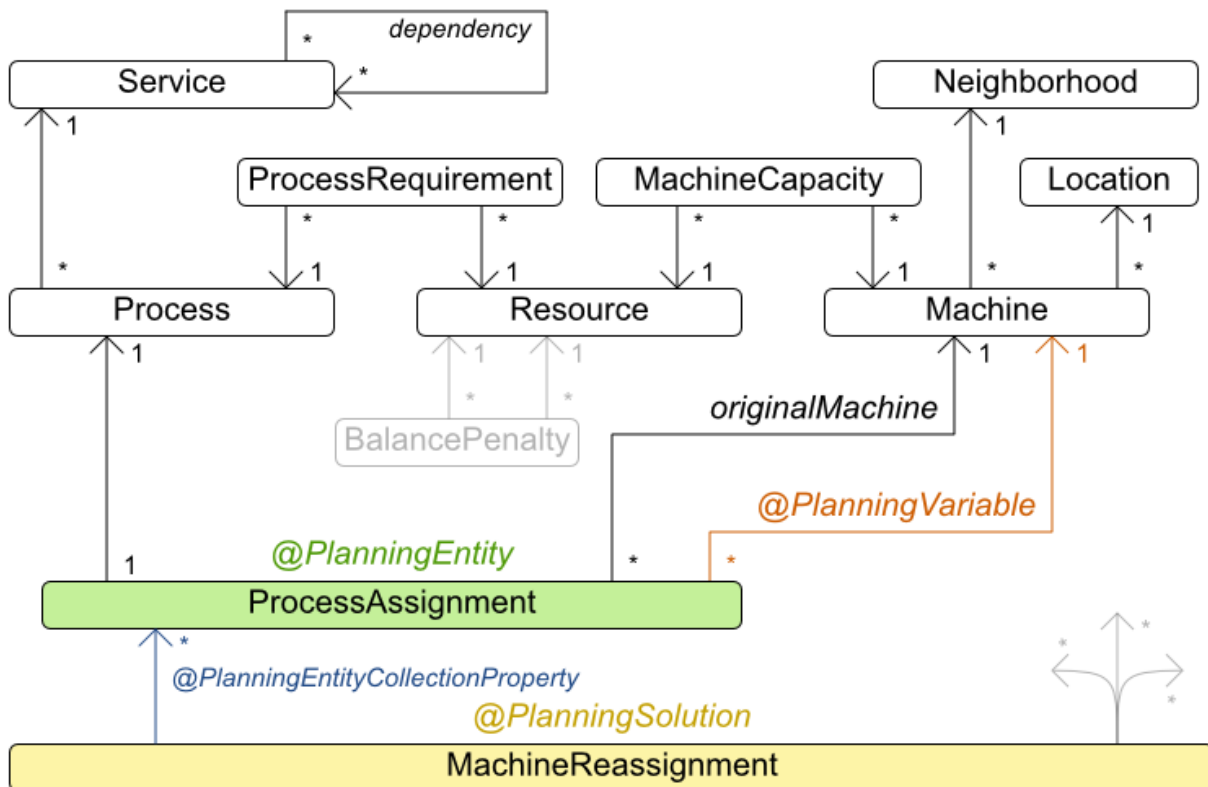 *
dependency
Service
*
Neighborhood
1
1
ProcessRequirement
MachineCapacity
Location
*
*
*
*
1
*
1
1
1
1
*
*
Process
Resource
Machine
1
1
1
1
1
*
*
originalMachine
BalancePenalty
@PlanningVariable
@PlanningEntity
1
*
*
ProcessAssignment
*
*
*
@PlanningEntityCollectionProperty
*
@PlanningSolution
MachineReassignment